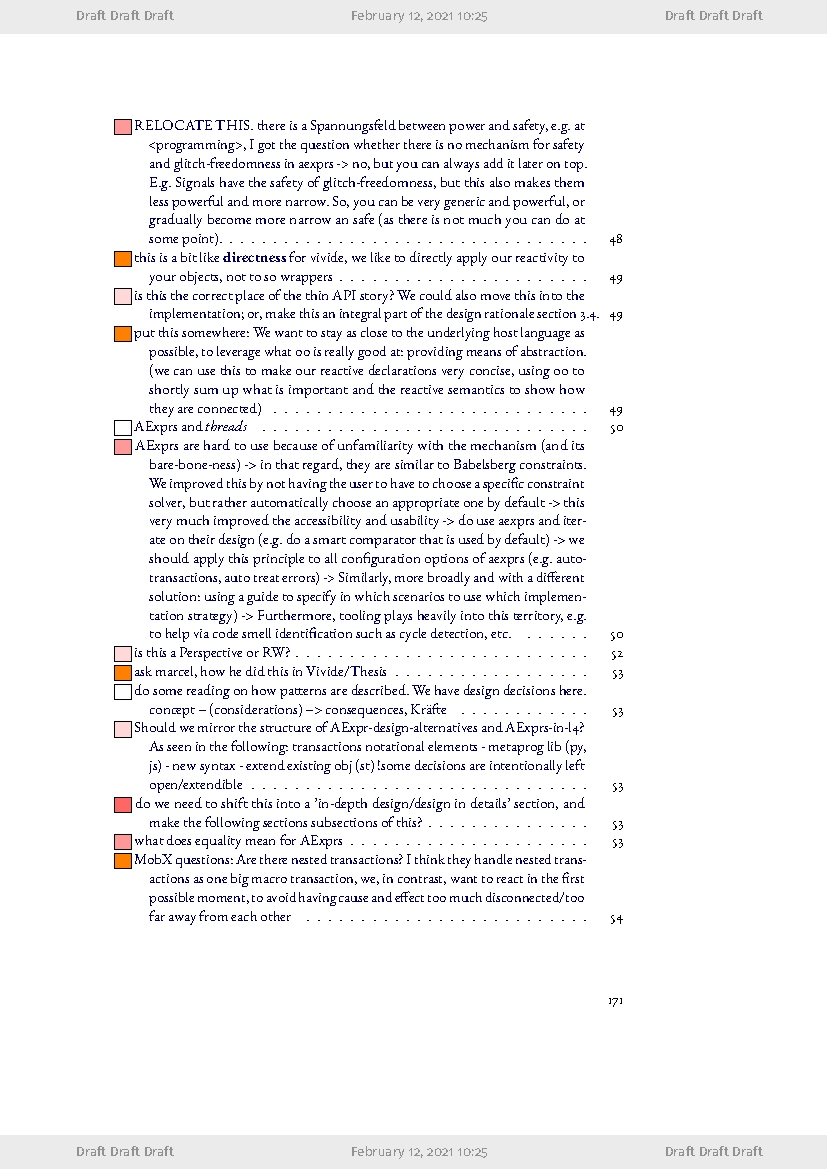 Draft Draft Draft February 12, 2021 10:25 Draft Draft Draft
RELOCATE THIS. there is a Spannungsfeld between power and safety, e.g. at
<programming>, I got the question whether there is no mechanism for safety
and glitch-freedomness in aexprs -> no, but you can always add it later on top.
E.g. Signals have the safety of glitch-freedomness, but this also makes them
less powerful and more narrow. So, you can be very generic and powerful, or
gradually become more narrow an safe (as there is not much you can do at
some point). . . . . . . . . . . . . . . . . . . . . . . . . . . . . . 48
this is a bit like directness for vivide, we like to directly apply our reactivity to
your objects, not to so wrappers . . . . . . . . . . . . . . . . . . . . 49
is this the correct place of the thin API story? We could also move this into the
implementation; or, make this an integral part of the design rationale section 3.4. 49
put this somewhere: We want to stay as close to the underlying host language as
possible, to leverage what oo is really good at: providing means of abstraction.
(we can use this to make our reactive declarations very concise, using oo to
shortly sum up what is important and the reactive semantics to show how
they are connected) . . . . . . . . . . . . . . . . . . . . . . . . . 49
AExprs and threads . . . . . . . . . . . . . . . . . . . . . . . . . . 50
AExprs are hard to use because of unfamiliarity with the mechanism (and its
bare-bone-ness) -> in that regard, they are similar to Babelsberg constraints.
We improved this by not having the user to have to choose a specific constraint
solver, but rather automatically choose an appropriate one by default -> this
very much improved the accessibility and usability -> do use aexprs and iter-
ate on their design (e.g. do a smart comparator that is used by default) -> we
should apply this principle to all configuration options of aexprs (e.g. auto-
transactions, auto treat errors) -> Similarly, more broadly and with a different
solution: using a guide to specify in which scenarios to use which implemen-
tation strategy) -> Furthermore, tooling plays heavily into this territory, e.g.
to help via code smell identification such as cycle detection, etc. . . . . . . 50
is this a Perspective or RW? . . . . . . . . . . . . . . . . . . . . . . . 52
ask marcel, how he did this in Vivide/Thesis . . . . . . . . . . . . . . . 53
do some reading on how patterns are described. We have design decisions here.
concept – (considerations) –> consequences, Kräfte . . . . . . . . . . 53
Should we mirror the structure of AExpr-design-alternatives and AExprs-in-l4?
As seen in the following: transactions notational elements - metaprog lib (py,
js) - new syntax - extend existing obj (st) !some decisions are intentionally left
open/extendible . . . . . . . . . . . . . . . . . . . . . . . . . . . 53
do we need to shift this into a 'in-depth design/design in details' section, and
make the following sections subsections of this? . . . . . . . . . . . . . 53
what does equality mean for AExprs . . . . . . . . . . . . . . . . . . . 53
MobX questions: Are there nested transactions? I think they handle nested trans-
actions as one big macro transaction, we, in contrast, want to react in the first
possible moment, to avoid having cause and effect too much disconnected/too
far away from each other . . . . . . . . . . . . . . . . . . . . . . . 54
171
Draft Draft Draft February 12, 2021 10:25 Draft Draft Draft